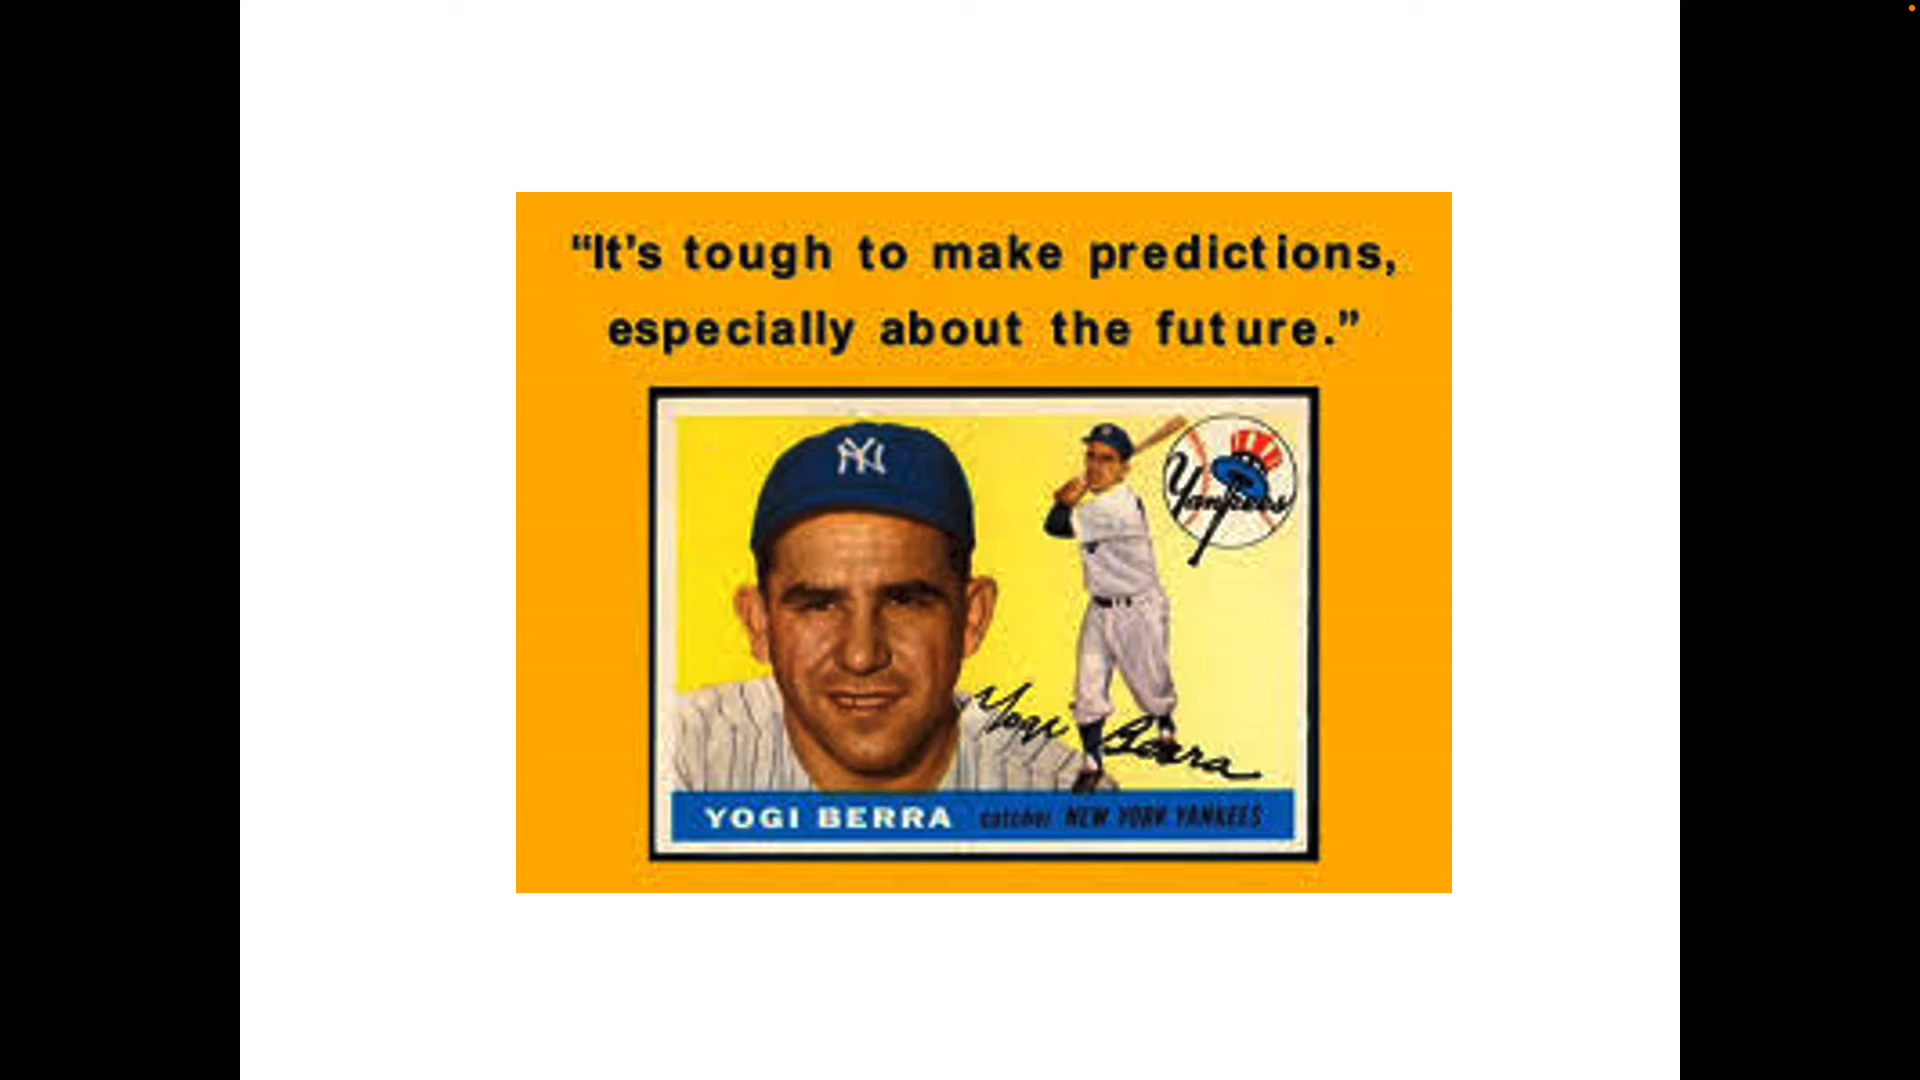 “It’s tough to make predictions,
especially about the future.”
NY
Yankees
Yogi Berra
YOGI BERRA catcher NEW YORK YANKEES